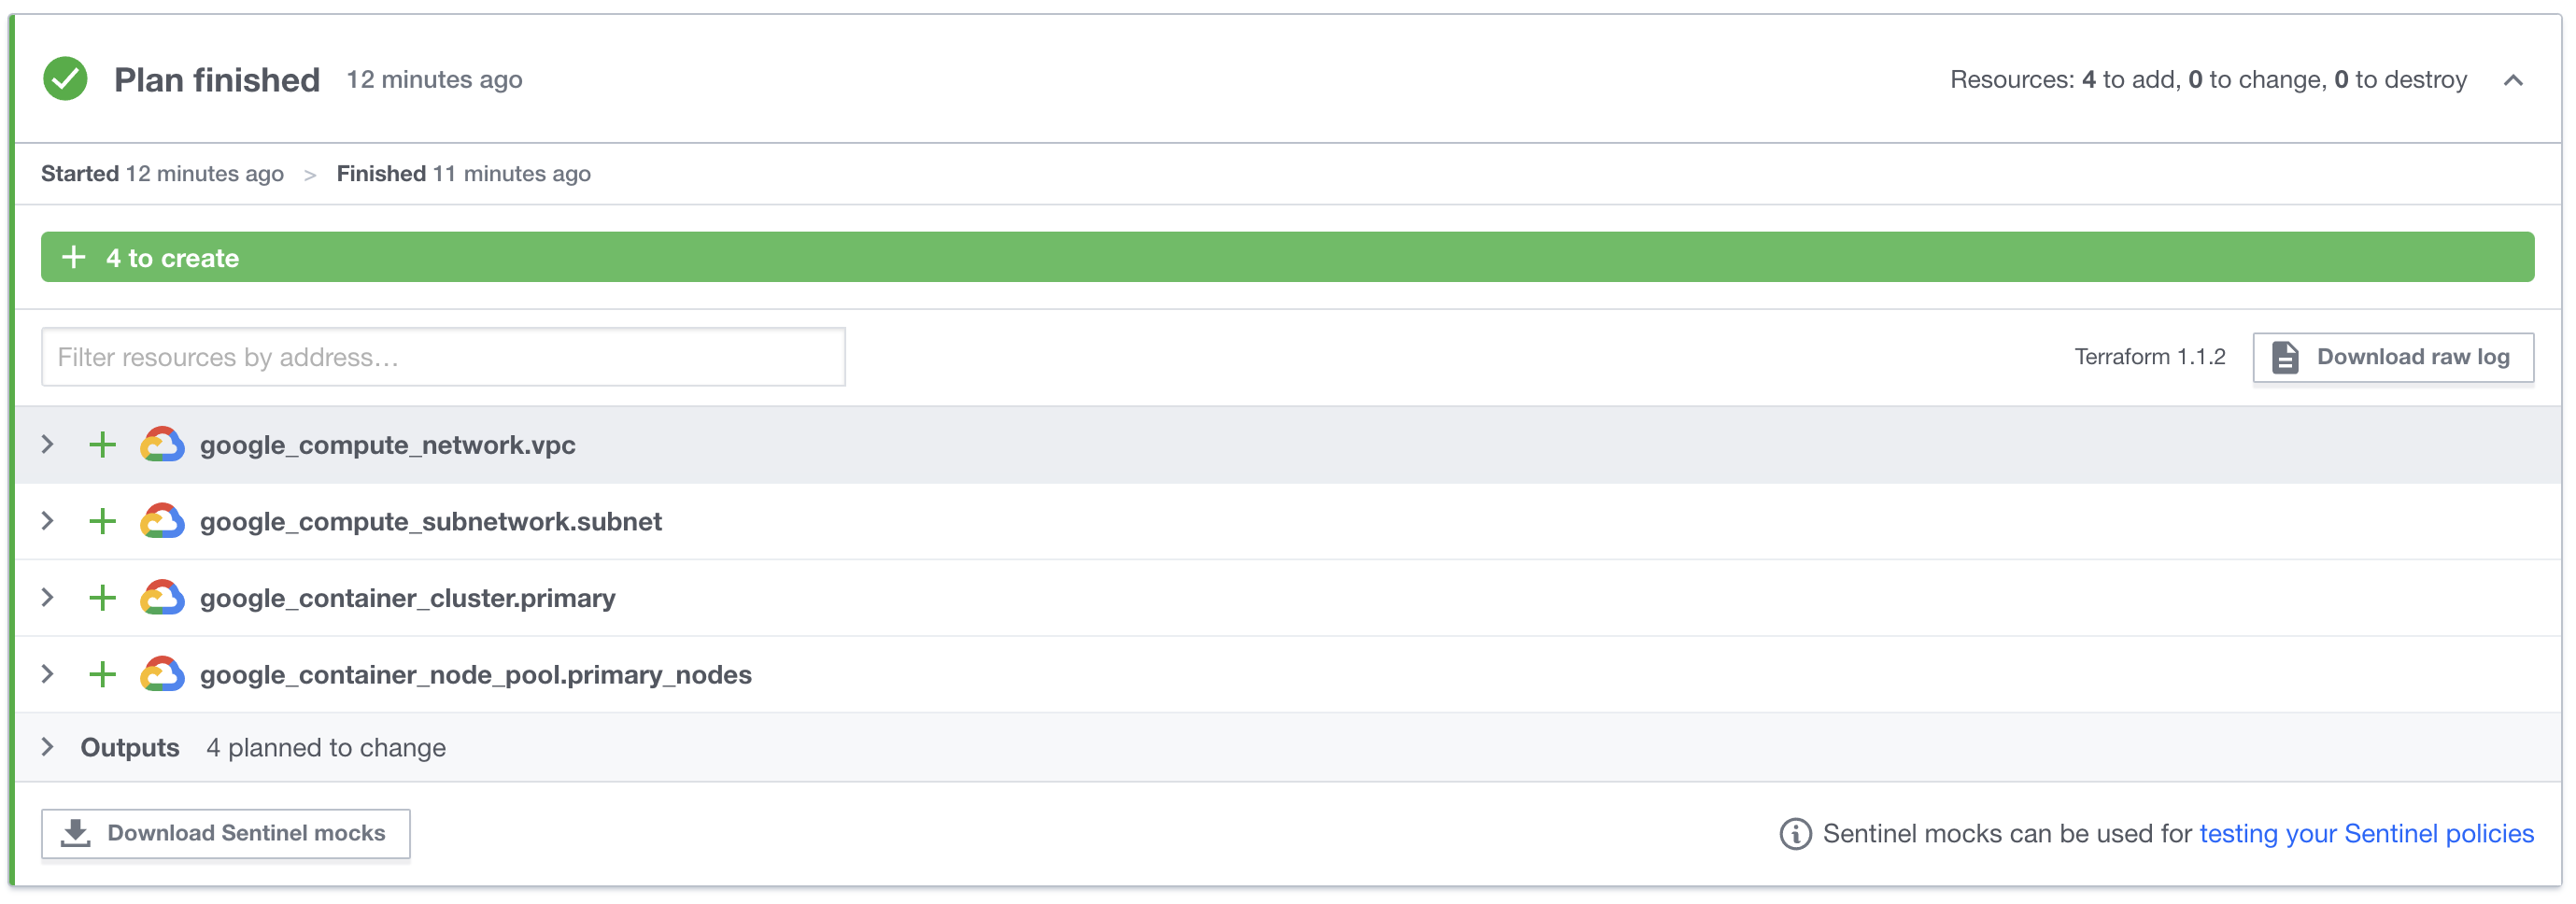 Plan finished 12 minutes ago Resources: 4 to add, 0 to change, 0 to destroy
Started 12 minutes ago > Finished 11 minutes ago
+ 4 to create
Filter resources by address… Terraform 1.1.2 Download raw log
google_compute_network.vpc
google_compute_subnetwork.subnet
google_container_cluster.primary
google_container_node_pool.primary_nodes
Outputs 4 planned to change
Download Sentinel mocks Sentinel mocks can be used for testing your Sentinel policies